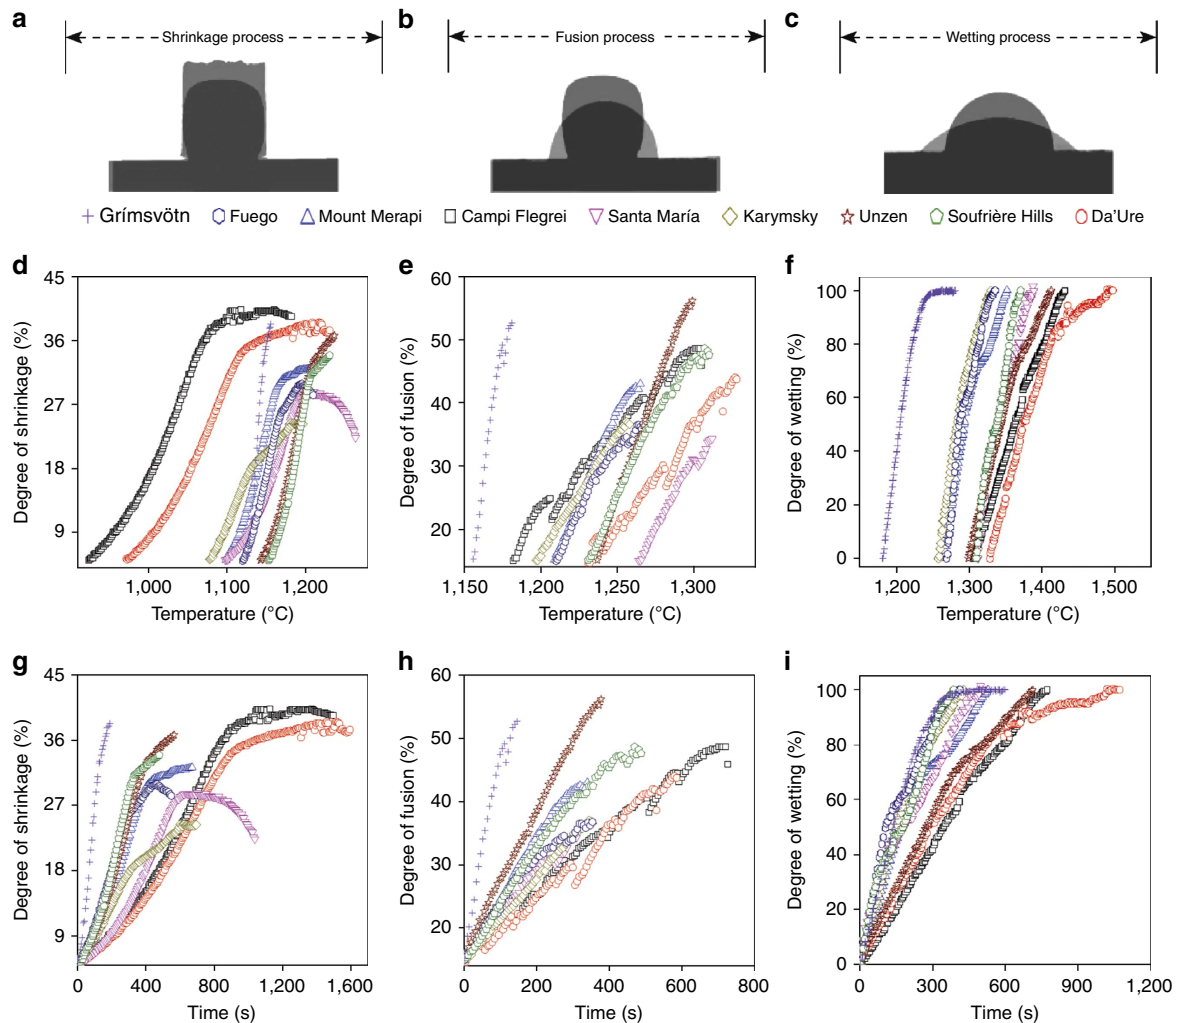 a b c
Shrinkage process Fusion process Wetting process
Grímsvötn Fuego Mount Merapi Campi Flegrei Santa María Karymsky Unzen Soufrière Hills Da'Ure
d
Degree of shrinkage (%)
45
36
27
18
9
1,000 1,100 1,200
Temperature (°C)
e
Degree of fusion (%)
60
50
40
30
20
1,150 1,200 1,250 1,300
Temperature (°C)
f
Degree of wetting (%)
100
80
60
40
20
0
1,200 1,300 1,400 1,500
Temperature (°C)
g
Degree of shrinkage (%)
45
36
27
18
9
0 400 800 1,200 1,600
Time (s)
h
Degree of fusion (%)
60
50
40
30
20
0 200 400 600 800
Time (s)
i
Degree of wetting (%)
100
80
60
40
20
0
0 300 600 900 1,200
Time (s)